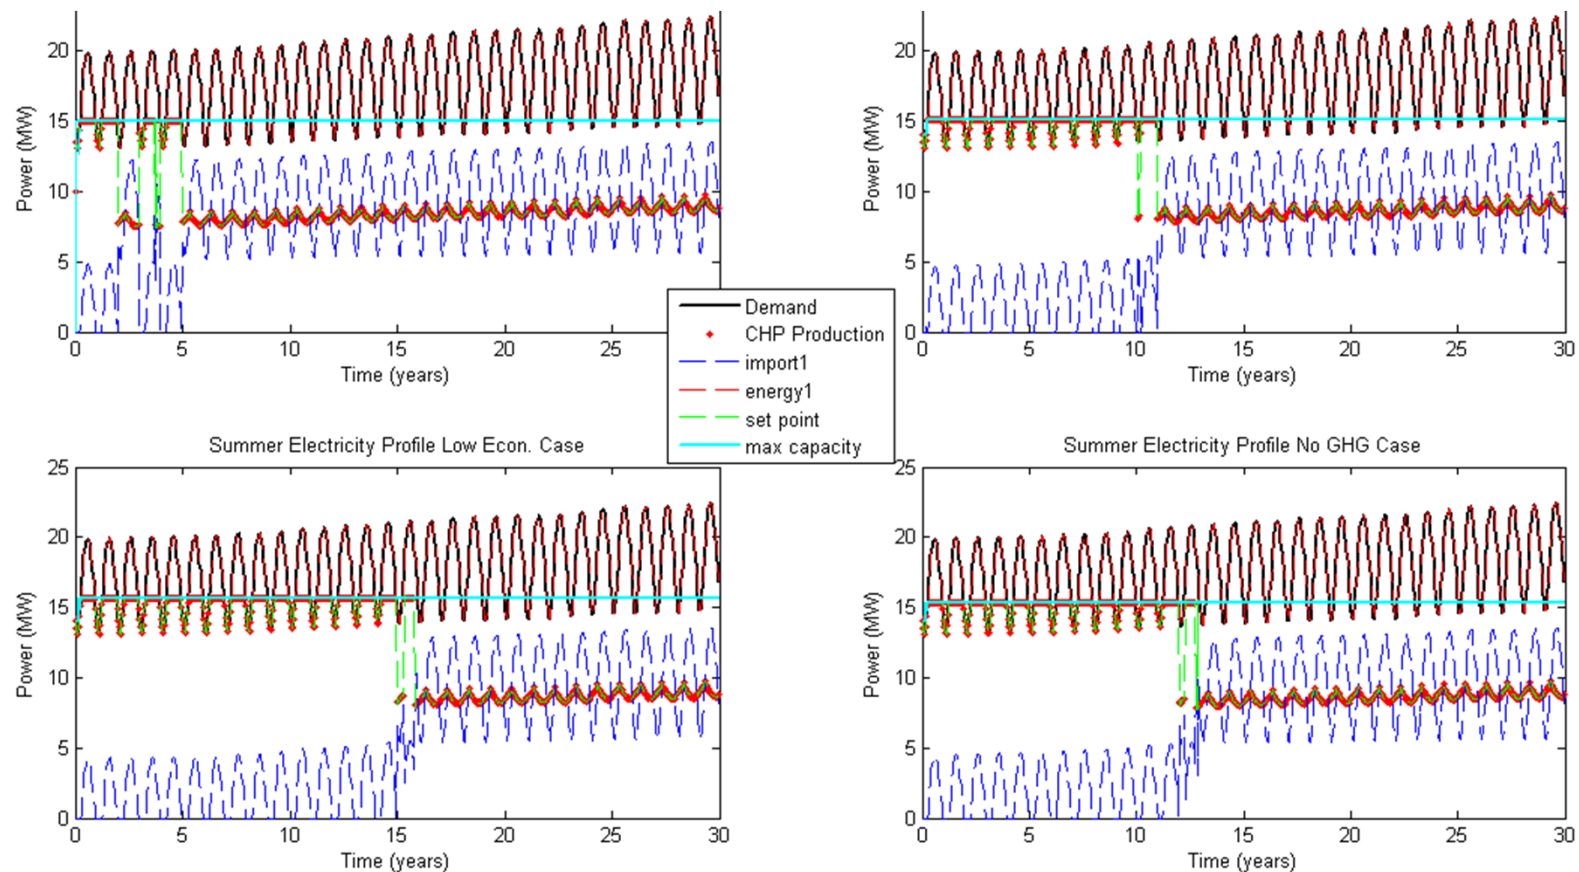 20
15
10
5
0
Power (MW)
0 5 10 15 20 25
Time (years)
20
15
10
5
0
Power (MW)
0 5 10 15 20 25 30
Time (years)
Demand
CHP Production
import1
energy1
set point
max capacity
Summer Electricity Profile Low Econ. Case
25
20
15
10
5
0
Power (MW)
0 5 10 15 20 25 30
Time (years)
Summer Electricity Profile No GHG Case
25
20
15
10
5
0
Power (MW)
0 5 10 15 20 25 30
Time (years)